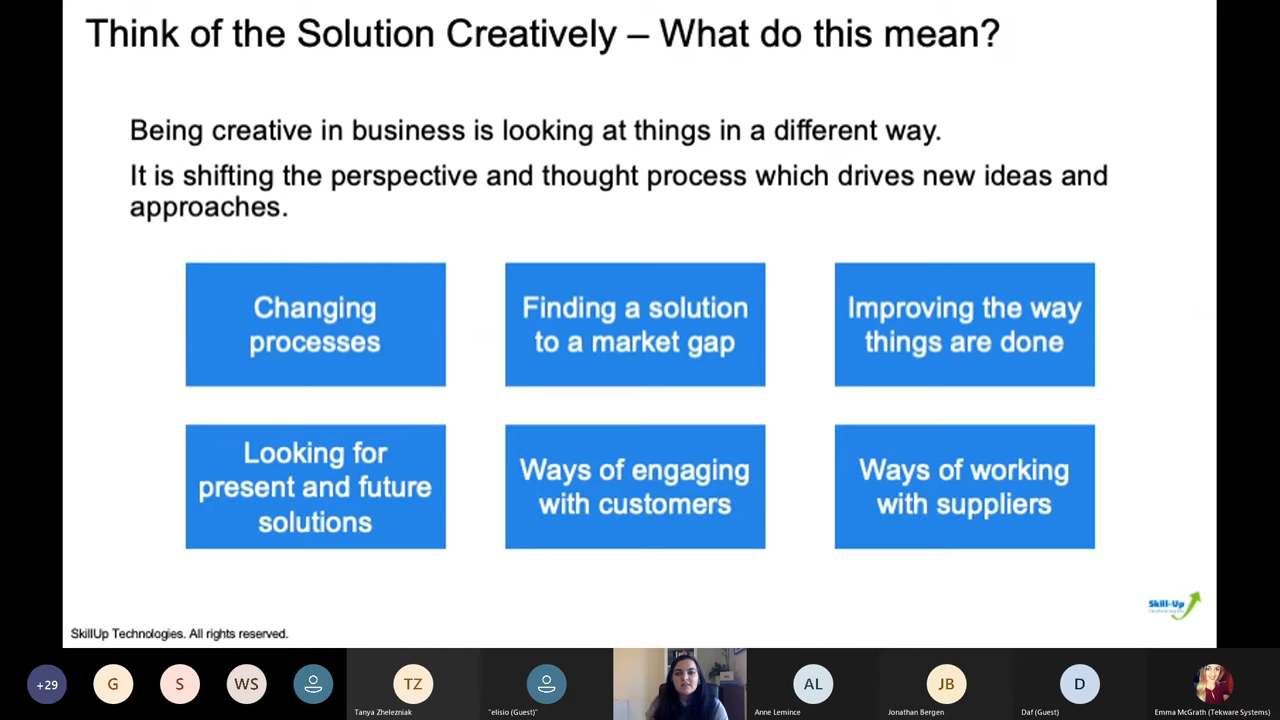 Think of the Solution Creatively – What do this mean?
Being creative in business is looking at things in a different way.
It is shifting the perspective and thought process which drives new ideas and
approaches.
Changing
processes
Finding a solution
to a market gap
Improving the way
things are done
Looking for
present and future
solutions
Ways of engaging
with customers
Ways of working
with suppliers
Skill-Up
SkillUp Technologies. All rights reserved.
+29
G
S
WS
TZ
AL
JB
D
Tanya Zhelezniak
"elisio (Guest)"
Anne Lemince
Jonathan Bergen
Daf (Guest)
Emma McGrath (Tekware Systems)